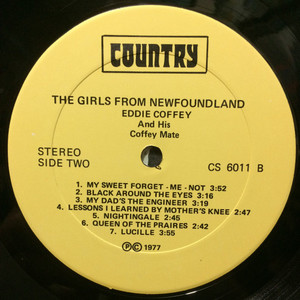 COUNTRY
THE GIRLS FROM NEWFOUNDLAND
EDDIE COFFEY
And His
Coffey Mate
STEREO
SIDE TWO
CS 6011 B
1. MY SWEET FORGET - ME - NOT 3:52
2. BLACK AROUND THE EYES 3:16
3. MY DAD'S THE ENGINEER 3:19
4. LESSONS I LEARNED BY MOTHER'S KNEE 2:47
5. NIGHTINGALE 2:45
6. QUEEN OF THE PRAIRES 2:42
7. LUCILLE 3:55
Ⓟ©1977